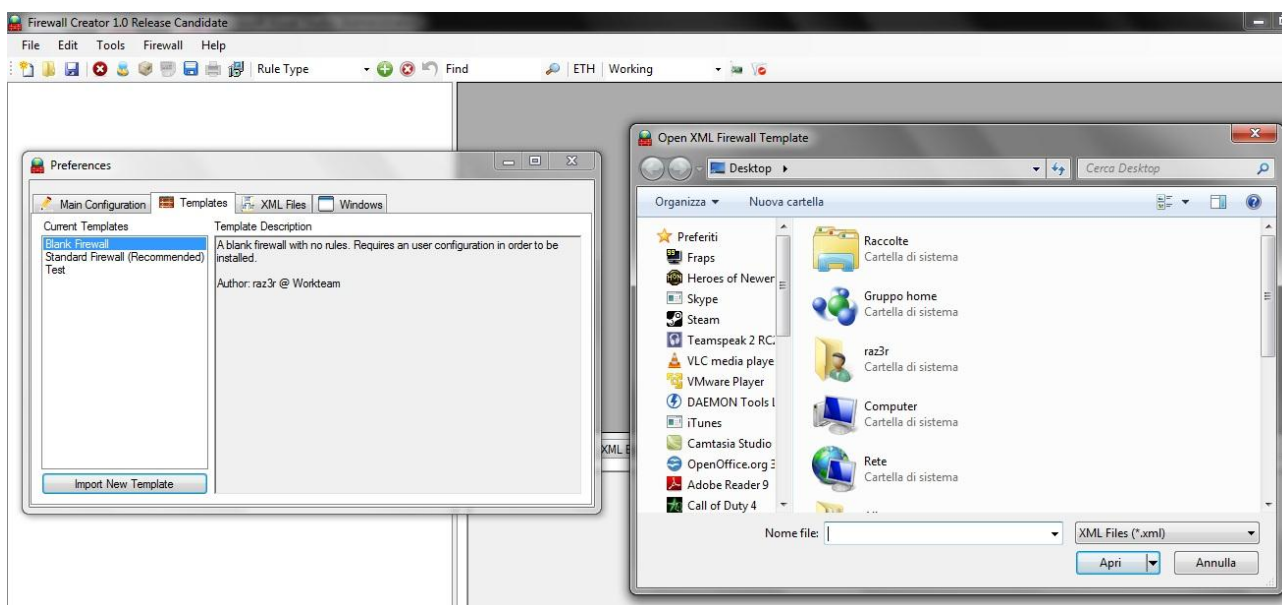 Firewall Creator 1.0 Release Candidate
File Edit Tools Firewall Help
Rule Type Find ETH Working
Preferences
Main Configuration Templates XML Files Windows
Current Templates
Blank Firewall
Standard Firewall (Recommended)
Test
Import New Template
Template Description
A blank firewall with no rules. Requires an user configuration in order to be
installed.
Author: raz3r @ Workteam
XML E
Open XML Firewall Template
Desktop
Cerca Desktop
Organizza Nuova cartella
Preferiti
Fraps
Heroes of Newer
Skype
Steam
Teamspeak 2 RC
VLC media playe
VMware Player
DAEMON Tools L
iTunes
Camtasia Studio
OpenOffice.org 3
Adobe Reader 9
Call of Duty 4
Raccolte
Cartella di sistema
Gruppo home
Cartella di sistema
raz3r
Cartella di sistema
Computer
Cartella di sistema
Rete
Cartella di sistema
Nome file:
XML Files (*.xml)
Apri Annulla